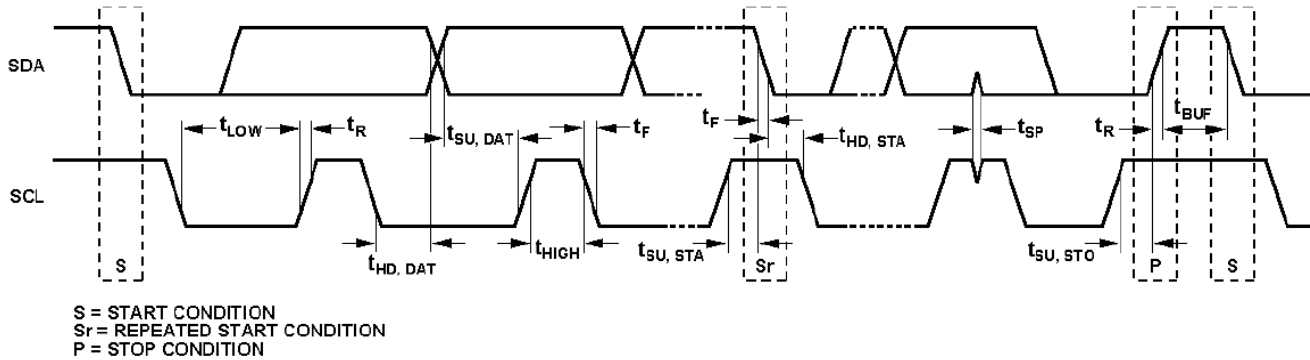 SDA
tLOW
tR
tSU, DAT
tF
tF
tHD, STA
tSP
tR
tBUF
SCL
tHD, DAT
tHIGH
tSU, STA
tSU, STO
S
Sr
P
S
S = START CONDITION
Sr = REPEATED START CONDITION
P = STOP CONDITION